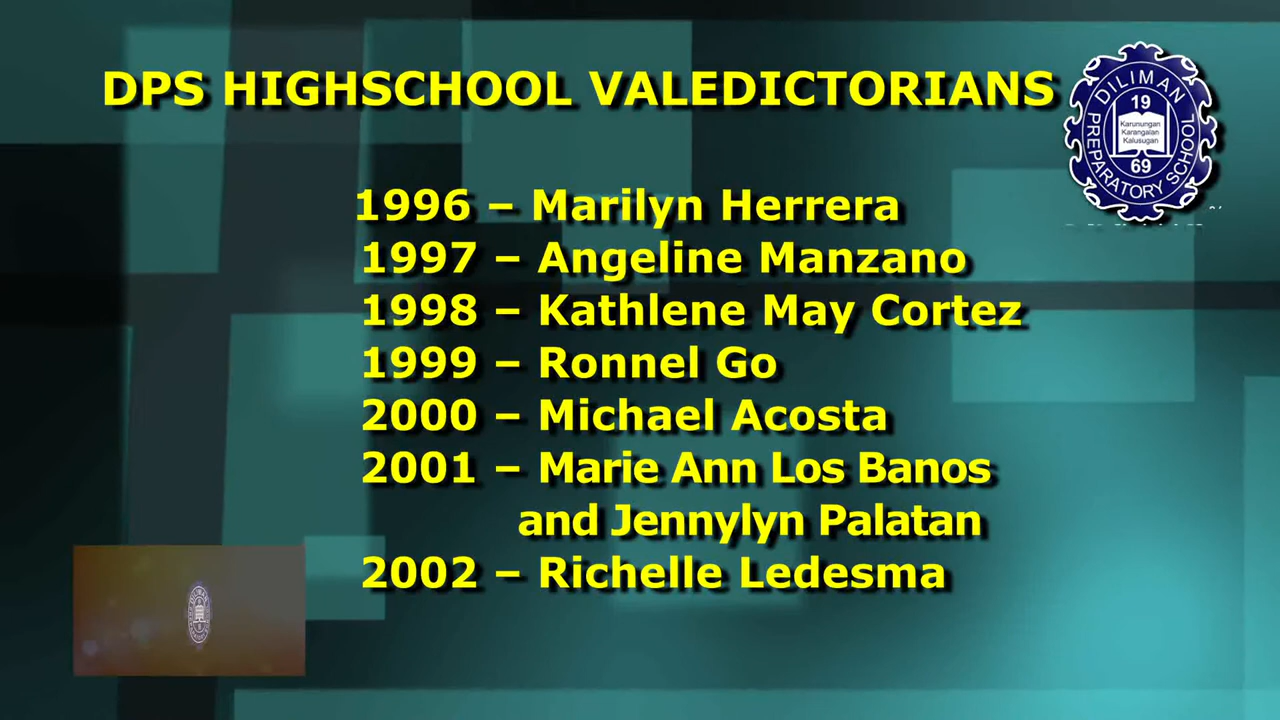 DPS HIGHSCHOOL VALEDICTORIANS
DILIMAN
PREPARATORY SCHOOL
19
Karunungan
Karangalan
Kalusugan
69
1996 – Marilyn Herrera
1997 – Angeline Manzano
1998 – Kathlene May Cortez
1999 – Ronnel Go
2000 – Michael Acosta
2001 – Marie Ann Los Banos
and Jennylyn Palatan
2002 – Richelle Ledesma